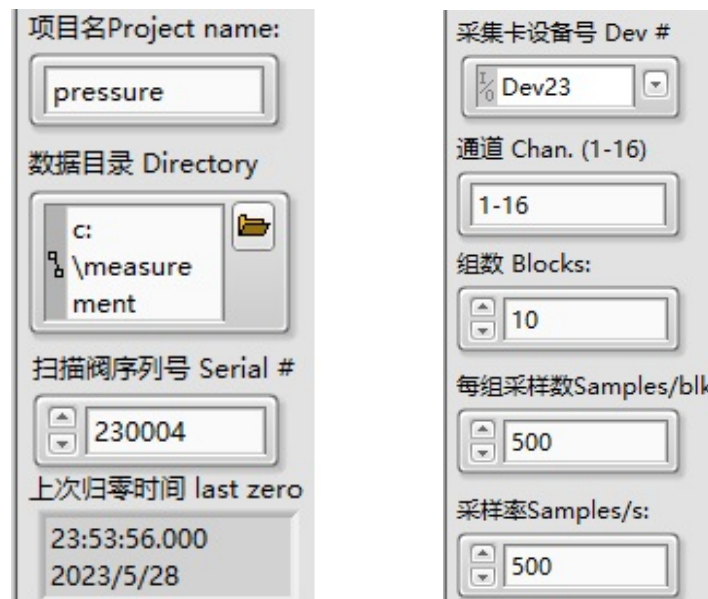 项目名Project name:
pressure
数据目录 Directory
c:
\measure
ment
扫描阀序列号 Serial #
230004
上次归零时间 last zero
23:53:56.000
2023/5/28
采集卡设备号 Dev #
I/O Dev23
通道 Chan. (1-16)
1-16
组数 Blocks:
10
每组采样数Samples/blk
500
采样率Samples/s:
500